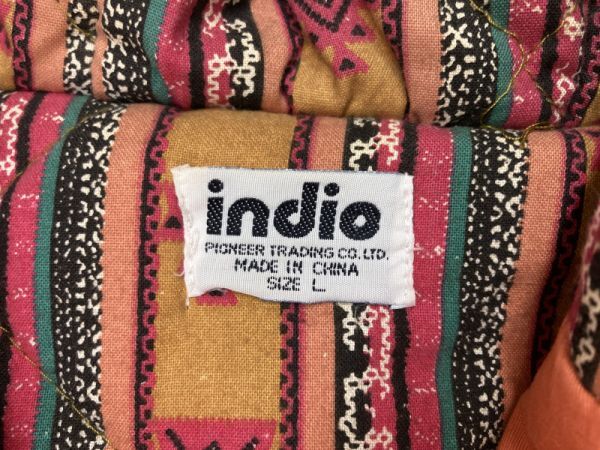 indio
PIONEER TRADING CO.LTD.
MADE IN CHINA
SIZE L